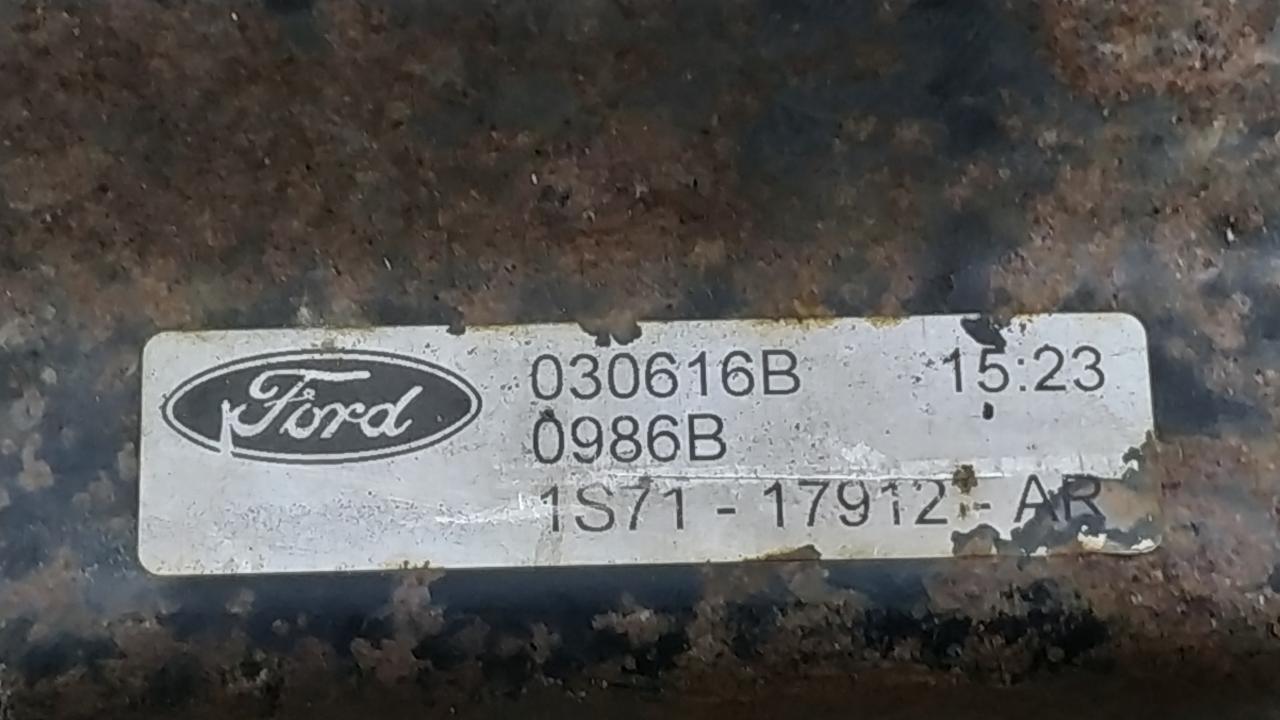 Ford
030616B 15:23
0986B
1S71 - 17912 - AR